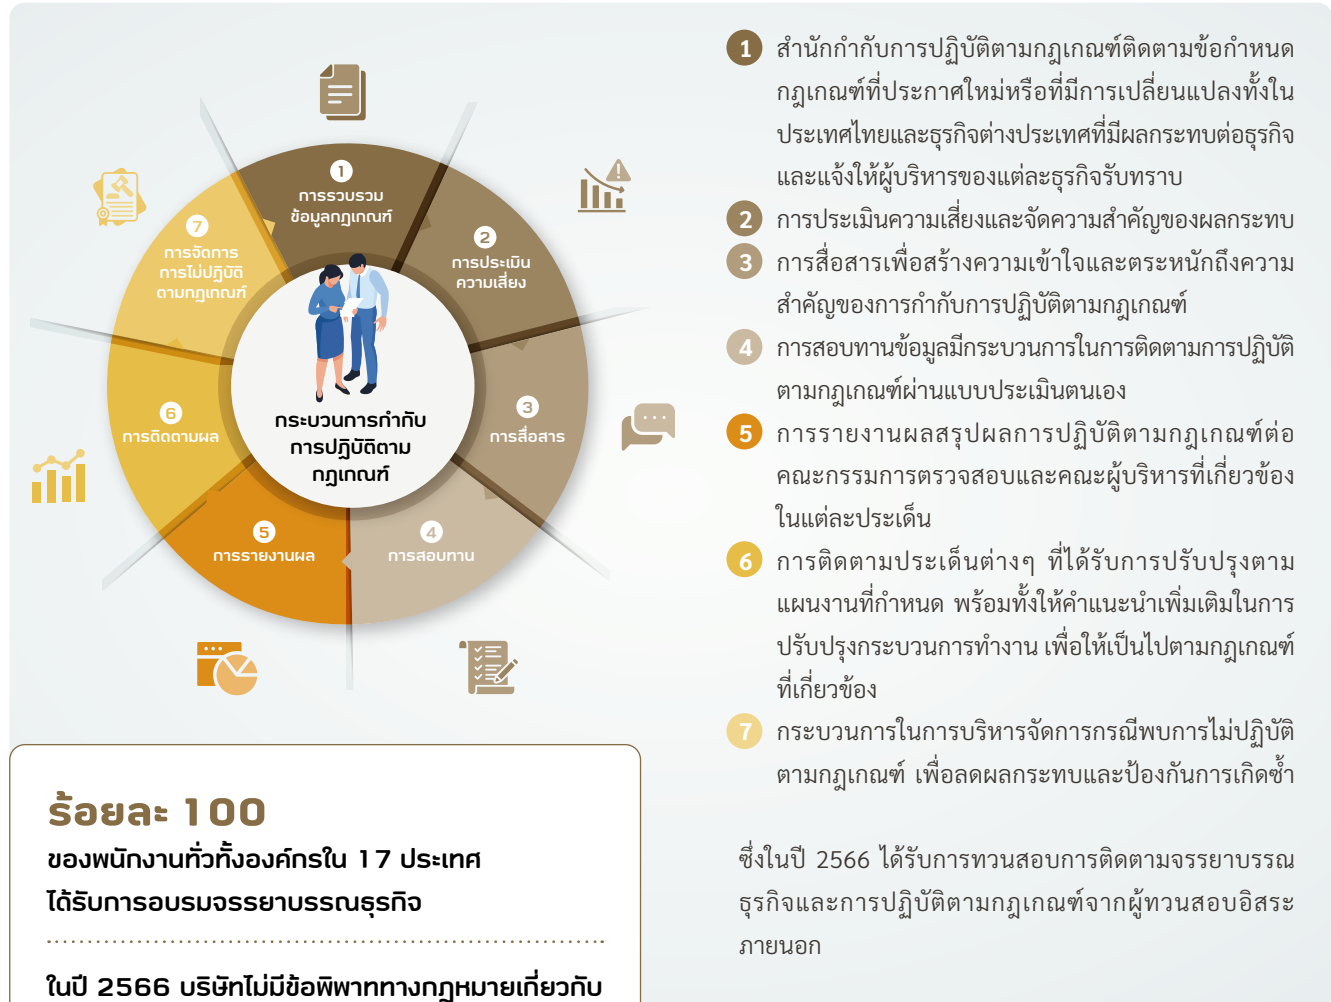 1
การรวบรวม
ข้อมูลกฎเกณฑ์
2
การประเมิน
ความเสี่ยง
3
การสื่อสาร
4
การสอบทาน
5
การรายงานผล
6
การติดตามผล
7
การจัดการ
การไม่ปฏิบัติ
ตามกฎเกณฑ์
กระบวนการกำกับ
การปฏิบัติตาม
กฎเกณฑ์
1 สำนักกำกับการปฏิบัติตามกฎเกณฑ์ติดตามข้อกำหนด
กฎเกณฑ์ที่ประกาศใหม่หรือที่มีการเปลี่ยนแปลงทั้งใน
ประเทศไทยและธุรกิจต่างประเทศที่มีผลกระทบต่อธุรกิจ
และแจ้งให้ผู้บริหารของแต่ละธุรกิจรับทราบ
2 การประเมินความเสี่ยงและจัดความสำคัญของผลกระทบ
3 การสื่อสารเพื่อสร้างความเข้าใจและตระหนักถึงความ
สำคัญของการกำกับการปฏิบัติตามกฎเกณฑ์
4 การสอบทานข้อมูลมีกระบวนการในการติดตามการปฏิบัติ
ตามกฎเกณฑ์ผ่านแบบประเมินตนเอง
5 การรายงานผลสรุปผลการปฏิบัติตามกฎเกณฑ์ต่อ
คณะกรรมการตรวจสอบและคณะผู้บริหารที่เกี่ยวข้อง
ในแต่ละประเด็น
6 การติดตามประเด็นต่างๆ ที่ได้รับการปรับปรุงตาม
แผนงานที่กำหนด พร้อมทั้งให้คำแนะนำเพิ่มเติมในการ
ปรับปรุงกระบวนการทำงาน เพื่อให้เป็นไปตามกฎเกณฑ์
ที่เกี่ยวข้อง
7 กระบวนการในการบริหารจัดการกรณีพบการไม่ปฏิบัติ
ตามกฎเกณฑ์ เพื่อลดผลกระทบและป้องกันการเกิดซ้ำ
ซึ่งในปี 2566 ได้รับการทวนสอบการติดตามจรรยาบรรณ
ธุรกิจและการปฏิบัติตามกฎเกณฑ์จากผู้ทวนสอบอิสระ
ภายนอก
ร้อยละ 100
ของพนักงานทั่วทั้งองค์กรใน 17 ประเทศ
ได้รับการอบรมจรรยาบรรณธุรกิจ
ในปี 2566 บริษัทไม่มีข้อพิพาททางกฎหมายเกี่ยวกับ